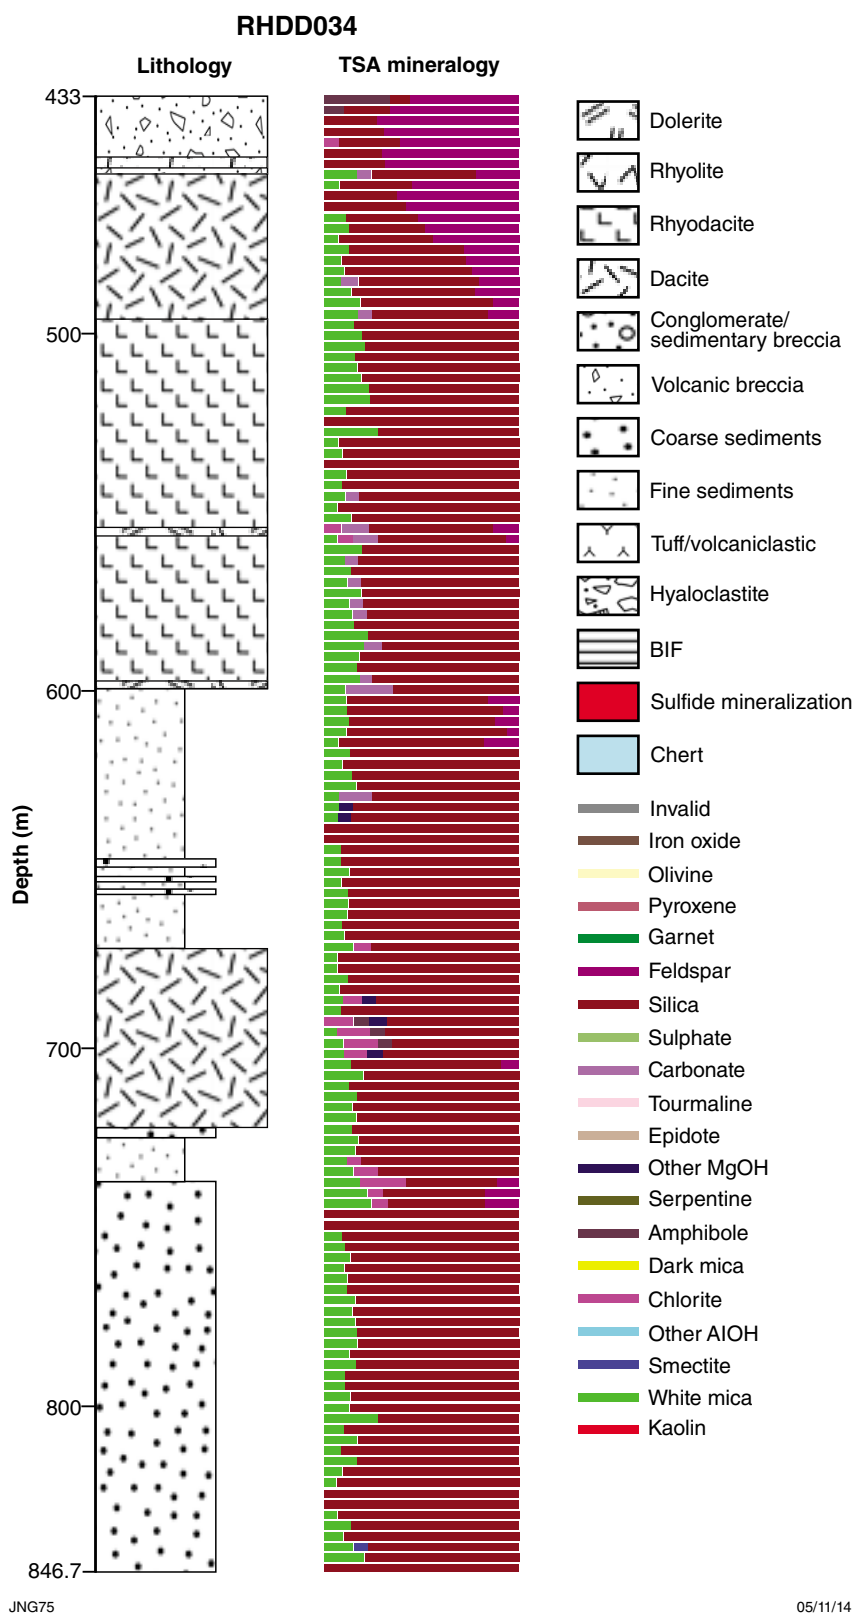 RHDD034
Lithology
TSA mineralogy
433
500
600
700
800
846.7
Depth (m)
Dolerite
Rhyolite
Rhyodacite
Dacite
Conglomerate/
sedimentary breccia
Volcanic breccia
Coarse sediments
Fine sediments
Tuff/volcaniclastic
Hyaloclastite
BIF
Sulfide mineralization
Chert
Invalid
Iron oxide
Olivine
Pyroxene
Garnet
Feldspar
Silica
Sulphate
Carbonate
Tourmaline
Epidote
Other MgOH
Serpentine
Amphibole
Dark mica
Chlorite
Other AlOH
Smectite
White mica
Kaolin
JNG75
05/11/14